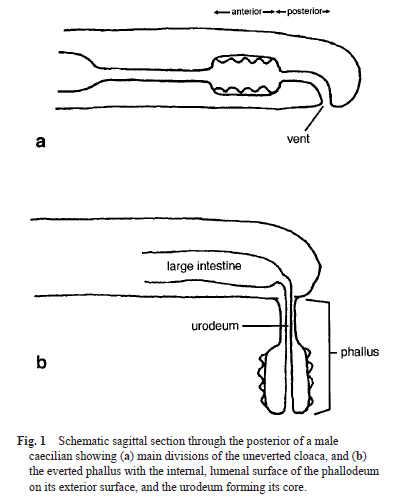 anterior posterior
vent
a
large intestine
urodeum
phallus
b
Fig. 1 Schematic sagittal section through the posterior of a male
caecilian showing (a) main divisions of the uneverted cloaca, and (b)
the everted phallus with the internal, lumenal surface of the phallodeum
on its exterior surface, and the urodeum forming its core.